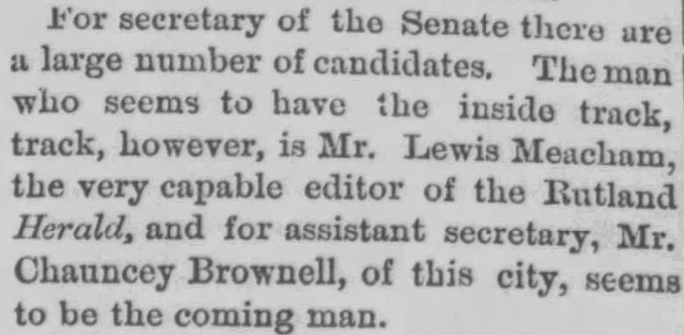 For secretary of the Senate there are
a large number of candidates. The man
who seems to have the inside track,
track, however, is Mr. Lewis Meacham,
the very capable editor of the Rutland
Herald, and for assistant secretary, Mr.
Chauncey Brownell, of this city, seems
to be the coming man.